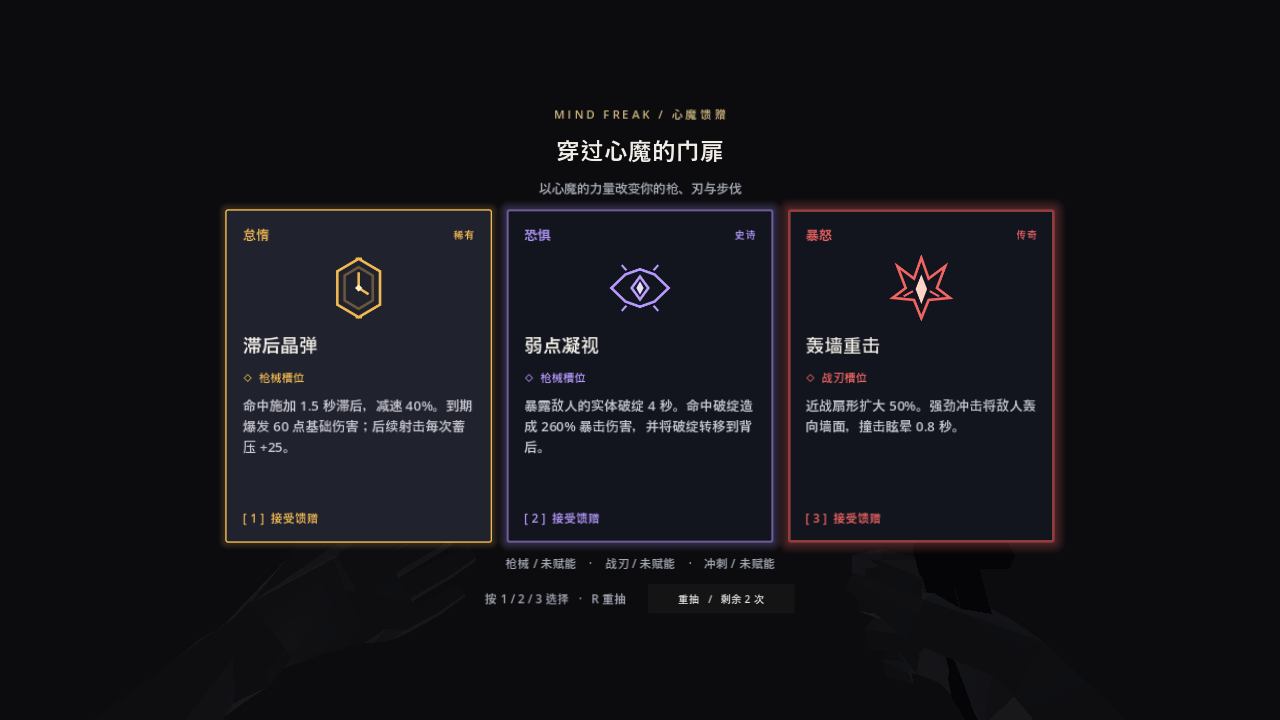 MIND FREAK / 心魔馈赠
穿过心魔的门扉
以心魔的力量改变你的枪、刃与步伐
怠惰
稀有
滞后晶弹
◇ 枪械槽位
命中施加 1.5 秒滞后，减速 40%。到期
爆发 60 点基础伤害；后续射击每次蓄
压 +25。
[ 1 ] 接受馈赠
恐惧
史诗
弱点凝视
◇ 枪械槽位
暴露敌人的实体破绽 4 秒。命中破绽造
成 260% 暴击伤害，并将破绽转移到背
后。
[ 2 ] 接受馈赠
暴怒
传奇
轰墙重击
◇ 战刃槽位
近战扇形扩大 50%。强劲冲击将敌人轰
向墙面，撞击眩晕 0.8 秒。
[ 3 ] 接受馈赠
枪械 / 未赋能 · 战刃 / 未赋能 · 冲刺 / 未赋能
按 1 / 2 / 3 选择 · R 重抽
重抽 / 剩余 2 次